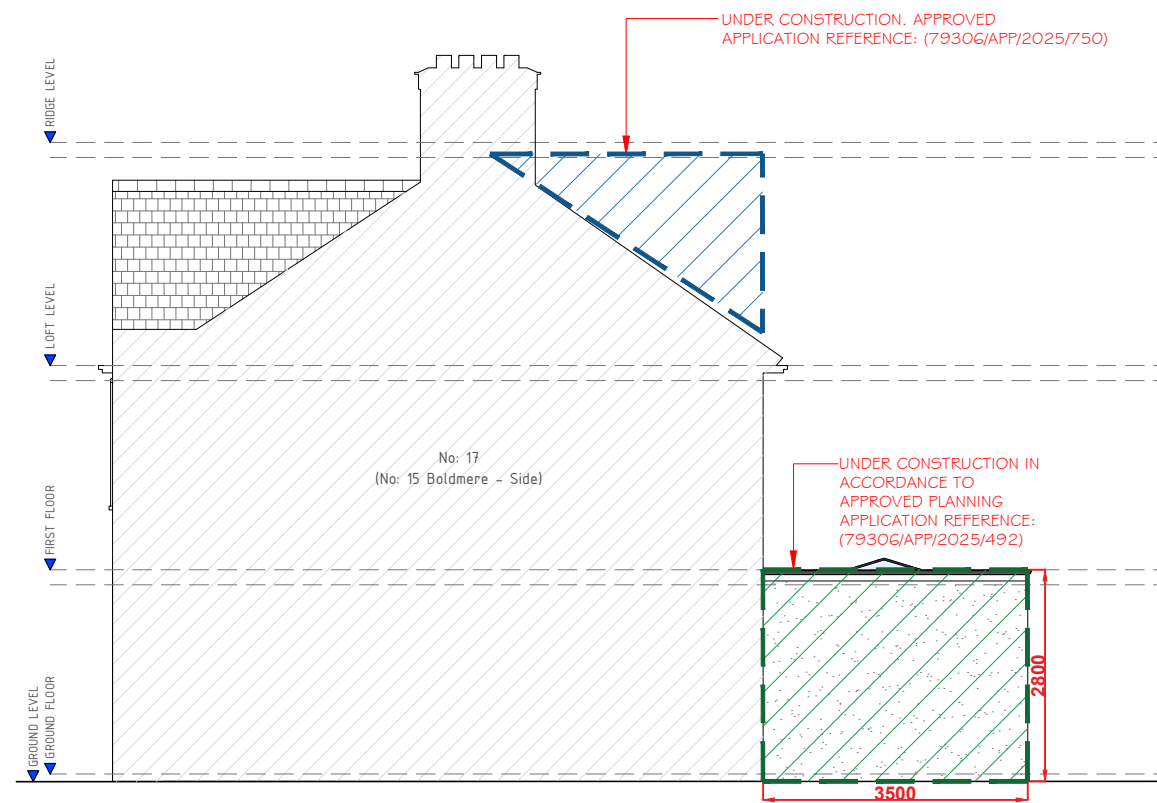 UNDER CONSTRUCTION. APPROVED
APPLICATION REFERENCE: (79306/APP/2025/750)
RIDGE LEVEL
LOFT LEVEL
No: 17
(No: 15 Boldmere - Side)
UNDER CONSTRUCTION IN
ACCORDANCE TO
APPROVED PLANNING
APPLICATION REFERENCE:
(79306/APP/2025/492)
FIRST FLOOR
2800
GROUND LEVEL
GROUND FLOOR
3500